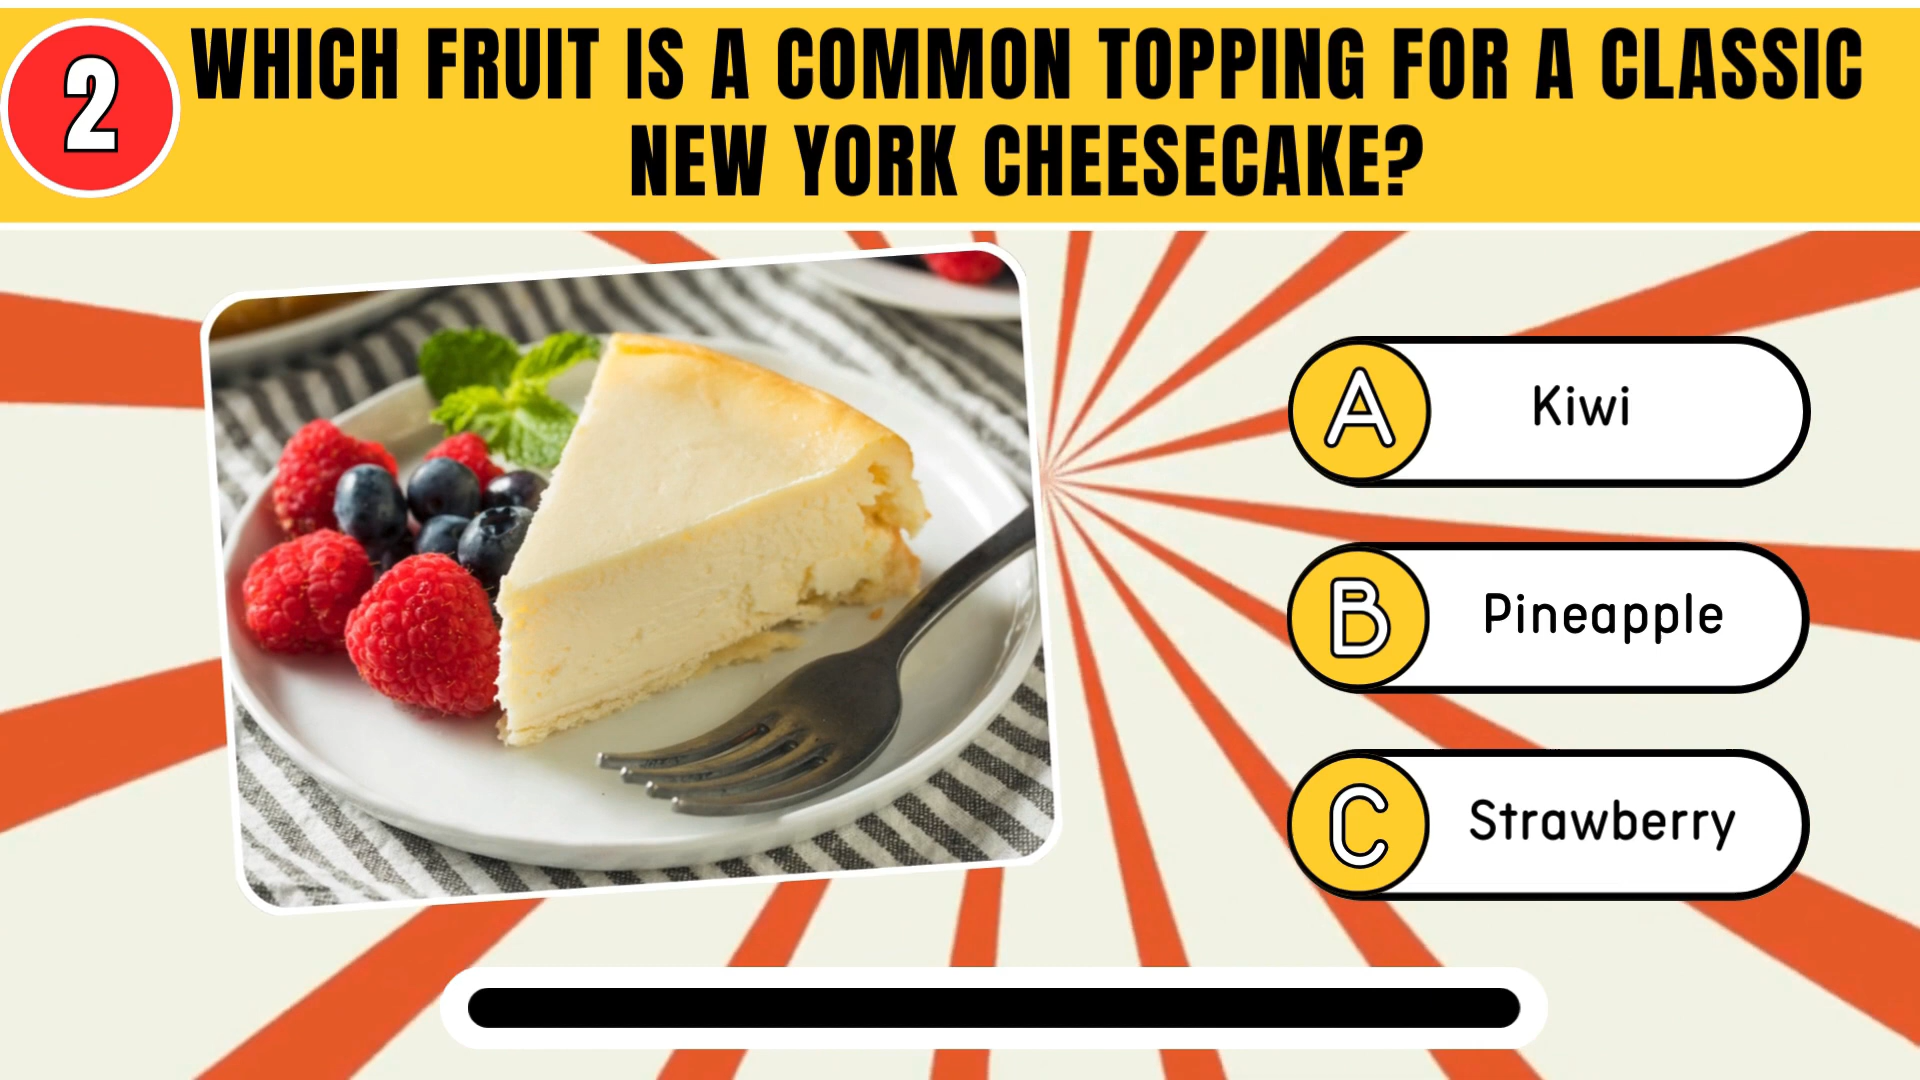 2
WHICH FRUIT IS A COMMON TOPPING FOR A CLASSIC
NEW YORK CHEESECAKE?
A Kiwi
B Pineapple
C Strawberry